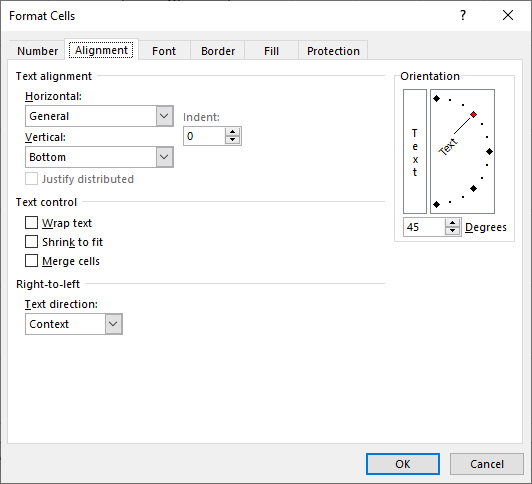 Format Cells
?
Number Alignment Font Border Fill Protection
Text alignment
Horizontal:
General
Indent:
0
Vertical:
Bottom
Justify distributed
Text control
Wrap text
Shrink to fit
Merge cells
Right-to-left
Text direction:
Context
Orientation
Text
Text
45 Degrees
OK Cancel